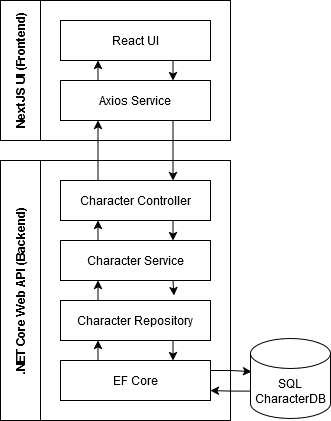 NextJS UI (Frontend)
React UI
Axios Service
.NET Core Web API (Backend)
Character Controller
Character Service
Character Repository
EF Core
SQL
CharacterDB